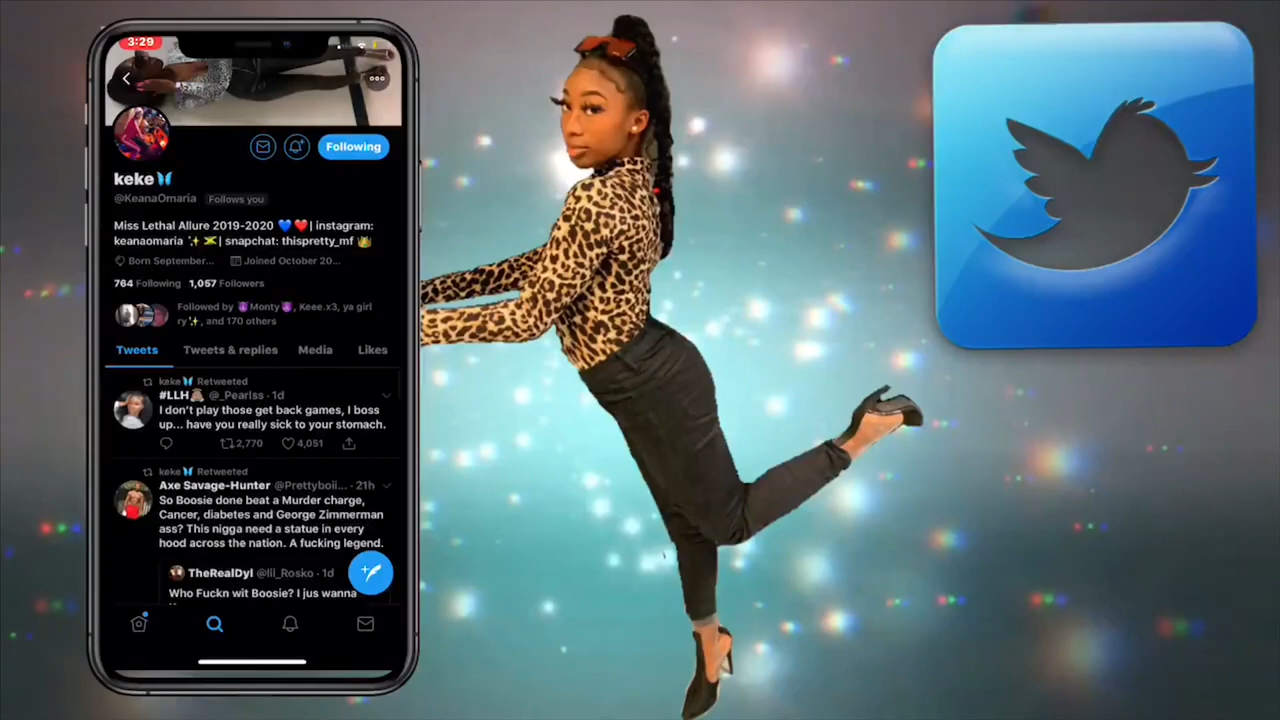 3:29
Following
keke🦋
@KeanaOmaria Follows you
Miss Lethal Allure 2019-2020 💙❤️| instagram:
keanaomaria ✨🇯🇲| snapchat: thispretty_mf 👑
Born September... Joined October 20...
764 Following 1,057 Followers
Followed by 😈Monty😈, Keee.x3, ya girl
ry✨, and 170 others
Tweets Tweets & replies Media Likes
keke🦋 Retweeted
#LLH🧸 @_Pearlss · 1d
I don't play those get back games, I boss
up... have you really sick to your stomach.
2,770 4,051
keke🦋 Retweeted
Axe Savage-Hunter @Prettyboii... · 21h
So Boosie done beat a Murder charge,
Cancer, diabetes and George Zimmerman
ass? This nigga need a statue in every
hood across the nation. A fucking legend.
TheRealDyl @lil_Rosko · 1d
Who Fuckn wit Boosie? I jus wanna